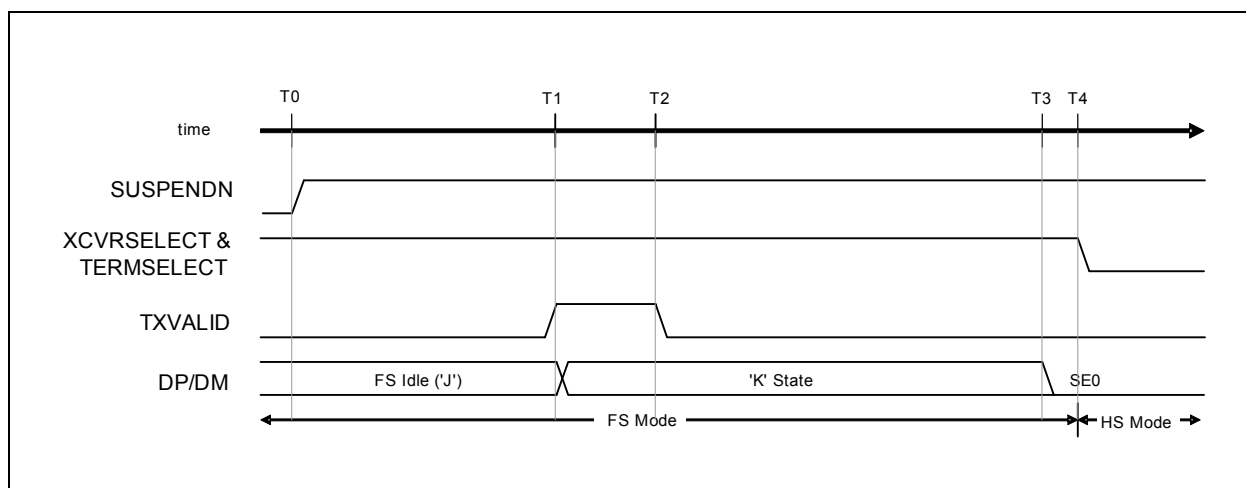 T0 T1 T2 T3 T4
time
SUSPENDN
XCVRSELECT &
TERMSELECT
TXVALID
DP/DM FS Idle ('J') 'K' State SE0
FS Mode HS Mode